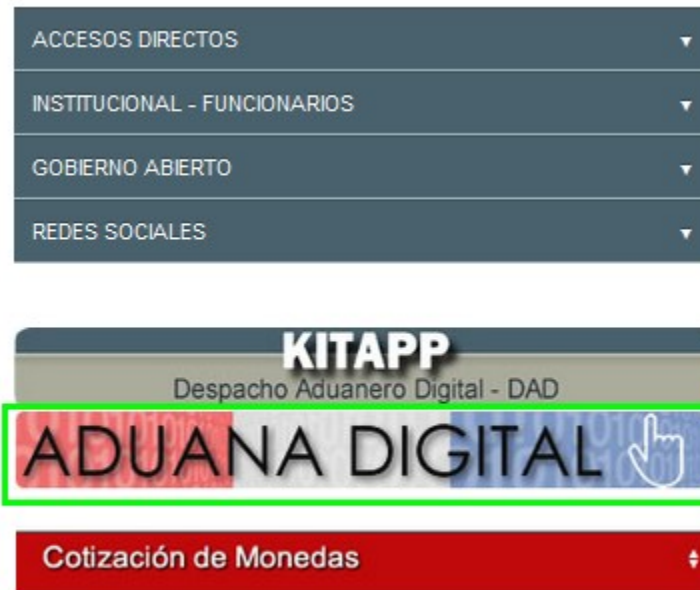 ACCESOS DIRECTOS
INSTITUCIONAL - FUNCIONARIOS
GOBIERNO ABIERTO
REDES SOCIALES
KITAPP
Despacho Aduanero Digital - DAD
ADUANA DIGITAL
Cotización de Monedas